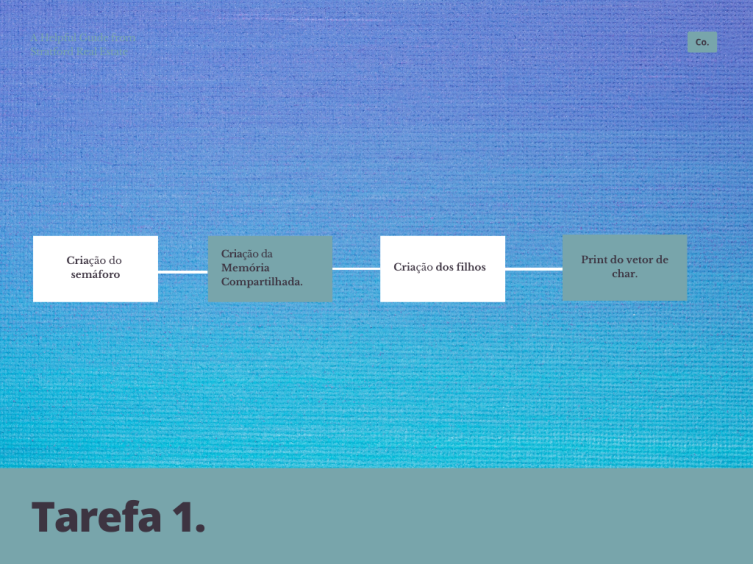 Co.
Criação do
semáforo
Criação da
Memória
Compartilhada.
Criação dos filhos
Print do vetor de
char.
Tarefa 1.